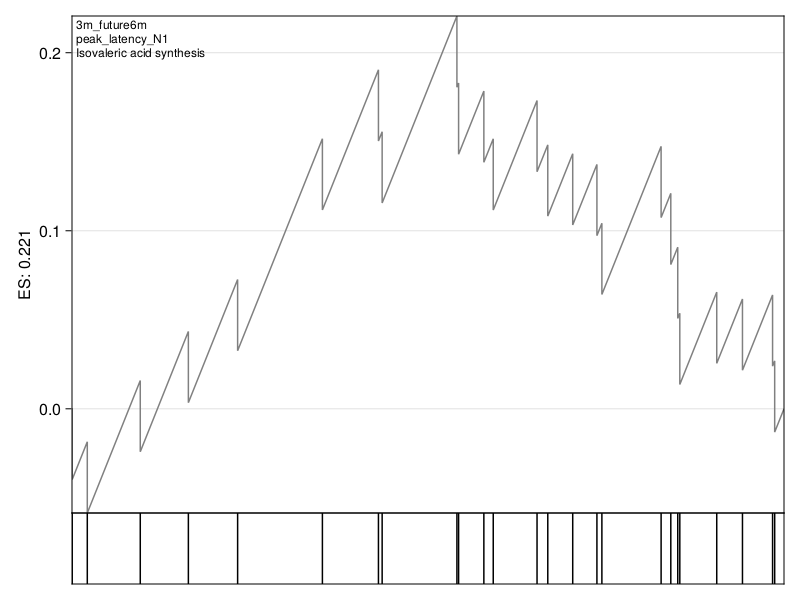 3m_future6m
peak_latency_N1
Isovaleric acid synthesis
0.2
0.1
0.0
ES: 0.221